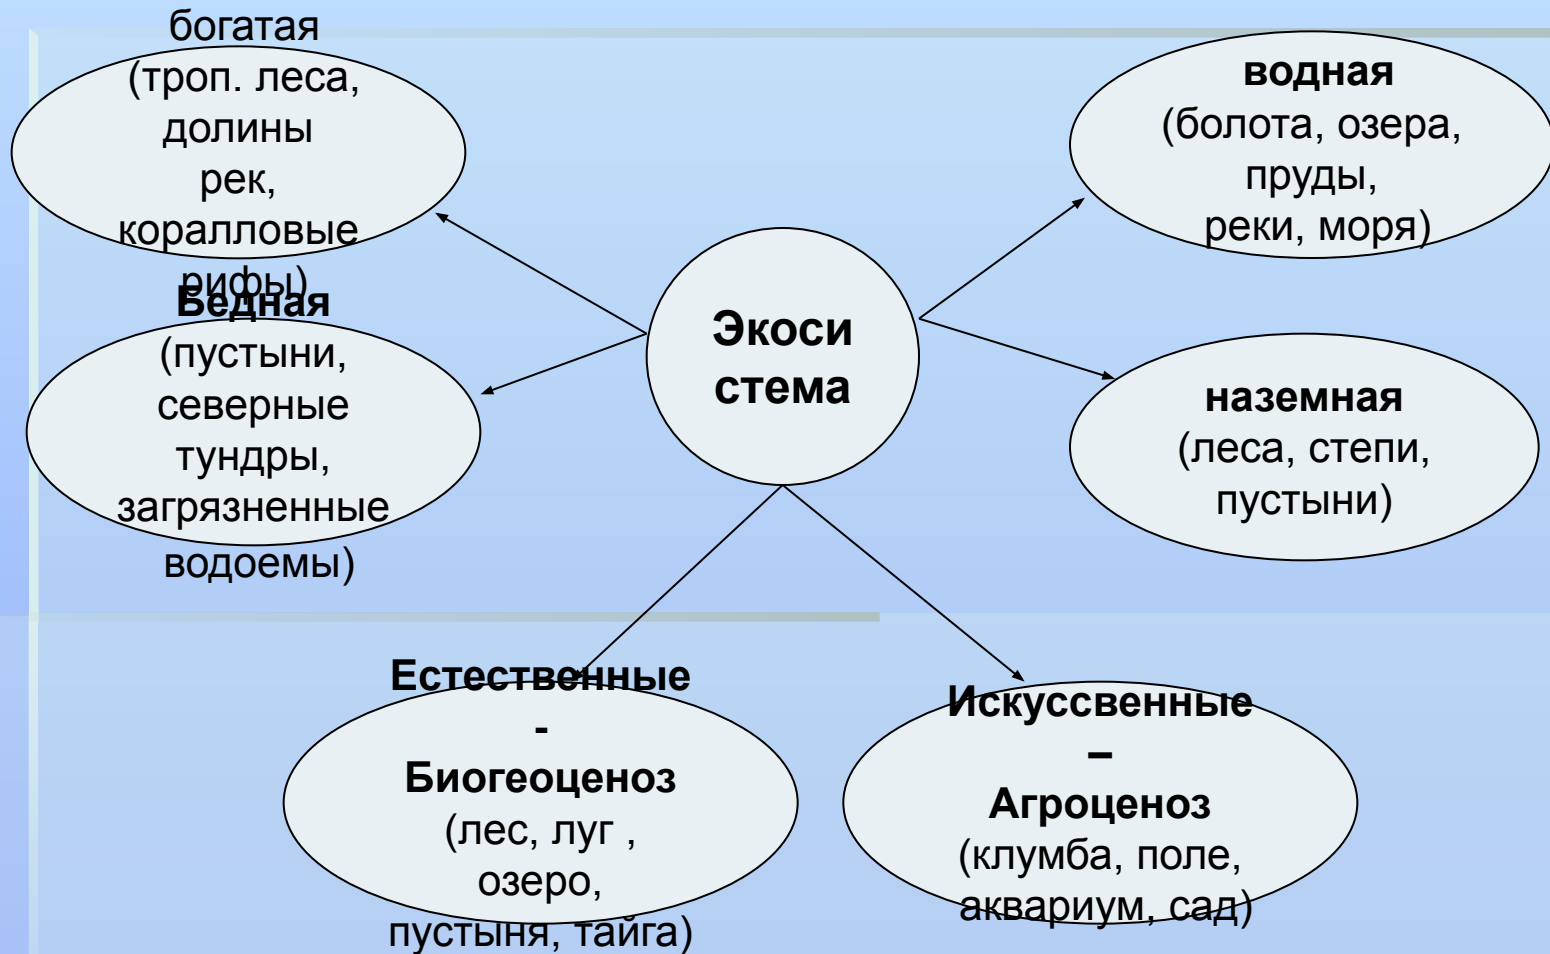 богатая
(троп. леса,
долины
рек,
коралловые
рифы)
Бедная
(пустыни,
северные
тундры,
загрязненные
водоемы)
Экоси
стема
водная
(болота, озера,
пруды,
реки, моря)
наземная
(леса, степи,
пустыни)
Естественные
-
Биогеоценоз
(лес, луг ,
озеро,
пустыня, тайга)
Искуссвенные
–
Агроценоз
(клумба, поле,
аквариум, сад)